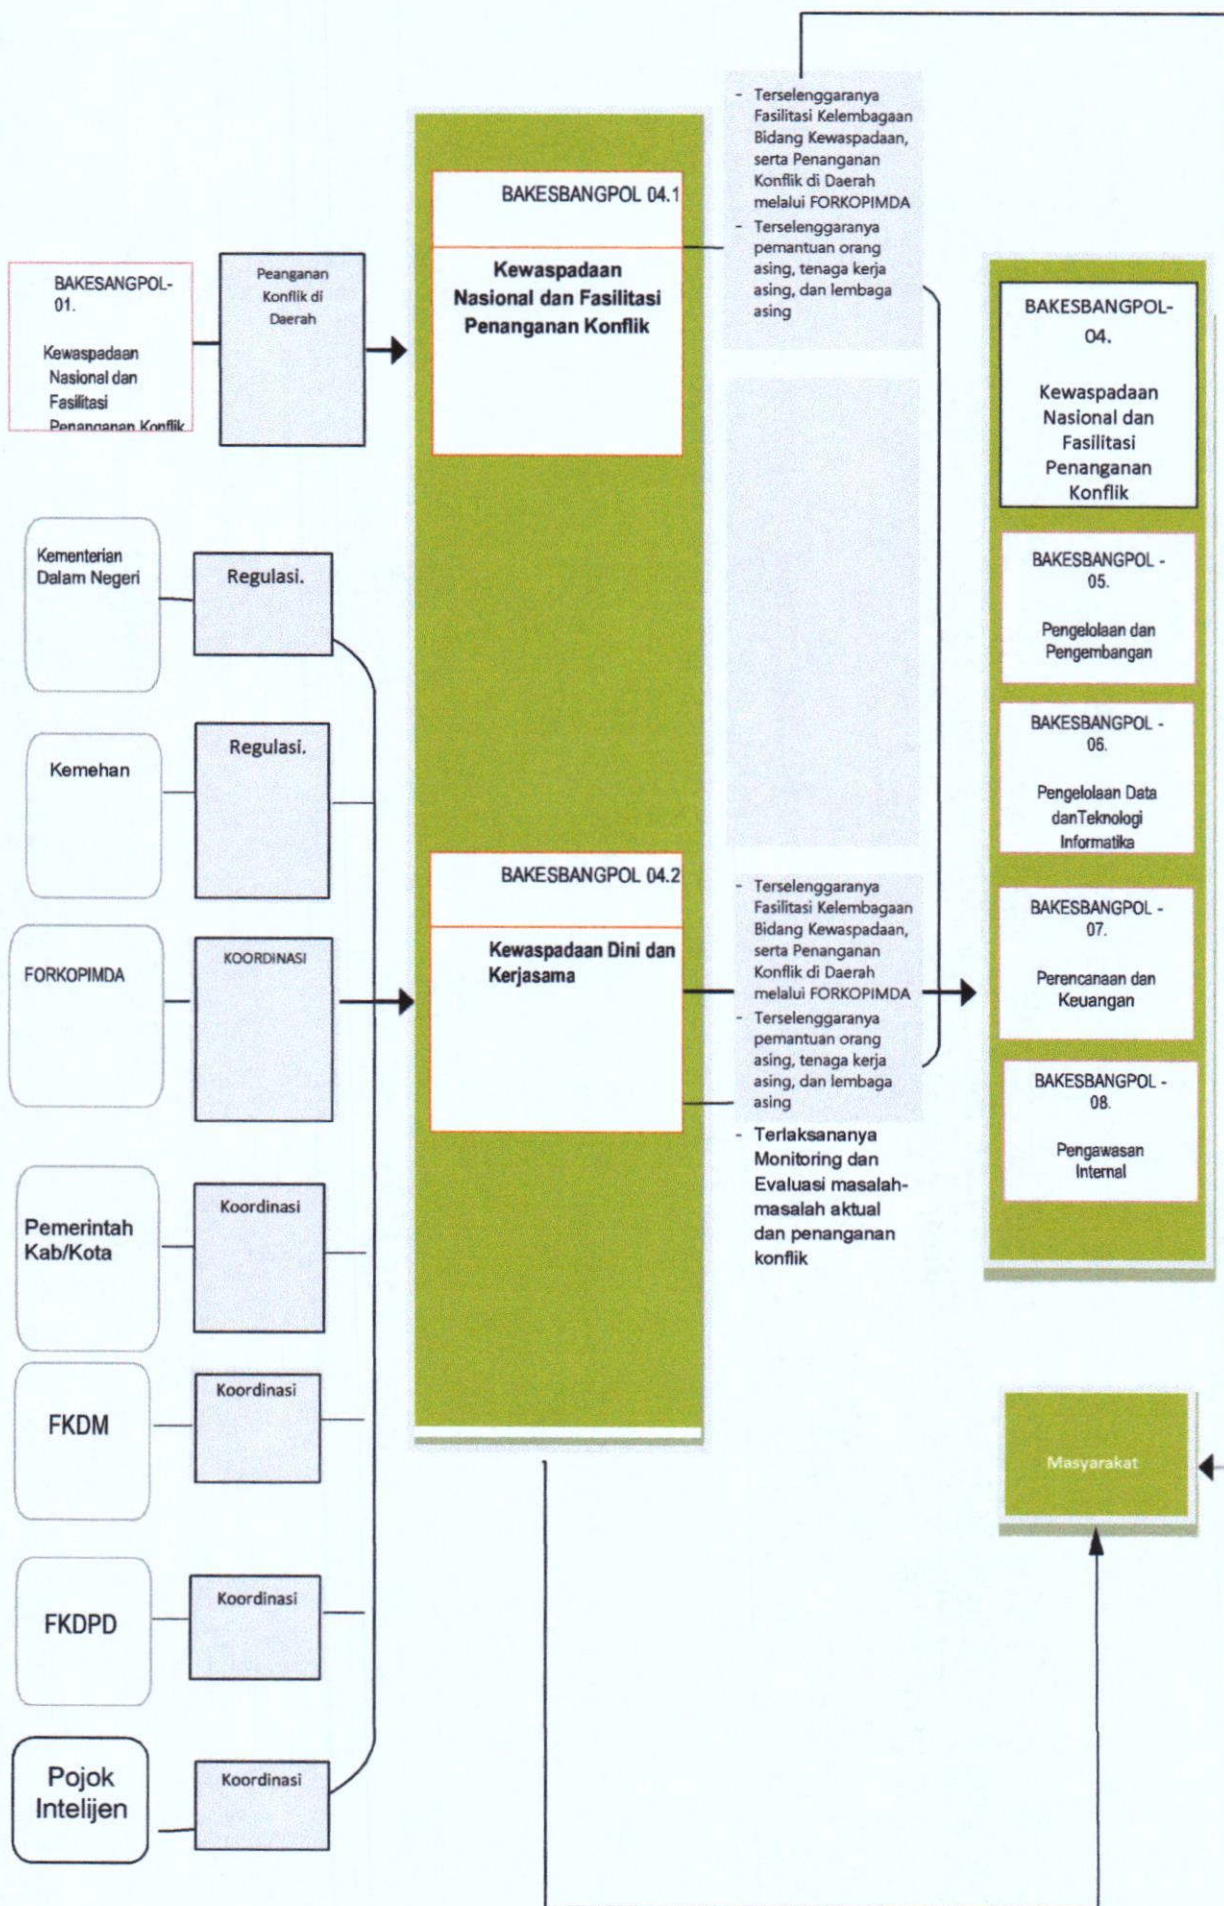 BAKESANGPOL-
01.
Kewaspadaan
Nasional dan
Fasilitasi
Penanganan Konflik
Peanganan
Konflik di
Daerah
Kementerian
Dalam Negeri
Regulasi.
Kemehan
Regulasi.
FORKOPIMDA
KOORDINASI
Pemerintah
Kab/Kota
Koordinasi
FKDM
Koordinasi
FKDPD
Koordinasi
Pojok
Intelijen
Koordinasi
BAKESBANGPOL 04.1
Kewaspadaan
Nasional dan Fasilitasi
Penanganan Konflik
BAKESBANGPOL 04.2
Kewaspadaan Dini dan
Kerjasama
- Terselenggaranya
Fasilitasi Kelembagaan
Bidang Kewaspadaan,
serta Penanganan
Konflik di Daerah
melalui FORKOPIMDA
- Terselenggaranya
pemantuan orang
asing, tenaga kerja
asing, dan lembaga
asing
- Terselenggaranya
Fasilitasi Kelembagaan
Bidang Kewaspadaan,
serta Penanganan
Konflik di Daerah
melalui FORKOPIMDA
- Terselenggaranya
pemantuan orang
asing, tenaga kerja
asing, dan lembaga
asing
- Terlaksananya
Monitoring dan
Evaluasi masalah-
masalah aktual
dan penanganan
konflik
BAKESBANGPOL-
04.
Kewaspadaan
Nasional dan
Fasilitasi
Penanganan
Konflik
BAKESBANGPOL -
05.
Pengelolaan dan
Pengembangan
BAKESBANGPOL -
06.
Pengelolaan Data
danTeknologi
Informatika
BAKESBANGPOL -
07.
Perencanaan dan
Keuangan
BAKESBANGPOL -
08.
Pengawasan
Internal
Masyarakat